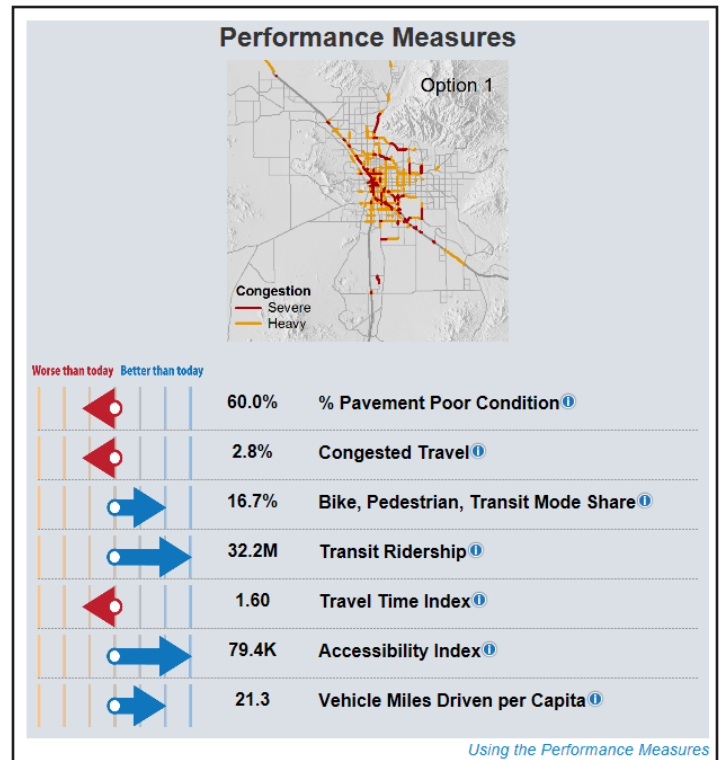 Performance Measures
Option 1
Congestion
Severe
Heavy
Worse than today Better than today
60.0% % Pavement Poor Condition
2.8% Congested Travel
16.7% Bike, Pedestrian, Transit Mode Share
32.2M Transit Ridership
1.60 Travel Time Index
79.4K Accessibility Index
21.3 Vehicle Miles Driven per Capita
Using the Performance Measures